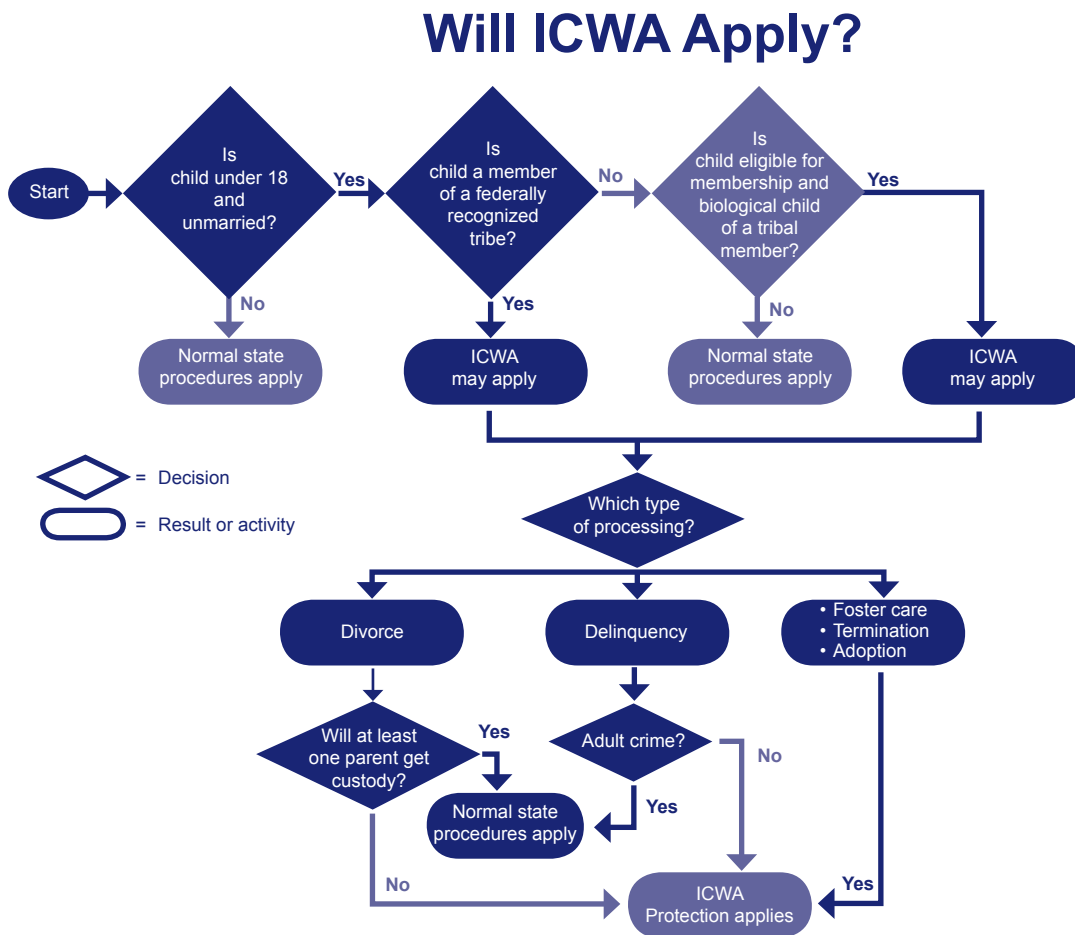 Will ICWA Apply?
Start
Is
child under 18
and
unmarried?
Yes
Is
child a member
of a federally
recognized
tribe?
No
Is
child eligible for
membership and
biological child
of a tribal
member?
Yes
No
Normal state
procedures apply
Yes
ICWA
may apply
No
Normal state
procedures apply
ICWA
may apply
= Decision
= Result or activity
Which type
of processing?
Divorce
Delinquency
• Foster care
• Termination
• Adoption
Will at least
one parent get
custody?
Yes
Adult crime?
No
Normal state
procedures apply
Yes
No
ICWA
Protection applies
Yes